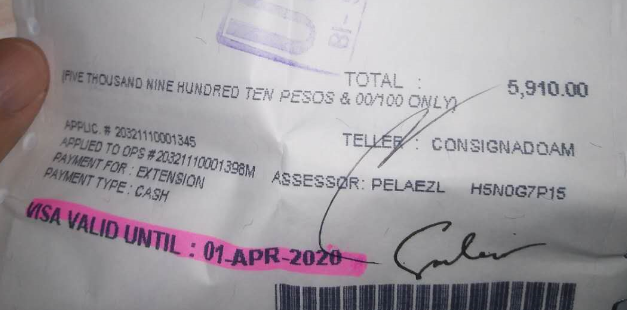 BI-S
TOTAL : 5,910.00
(FIVE THOUSAND NINE HUNDRED TEN PESOS & 00/100 ONLY)
TELLER : CONSIGNADOAM
APPLIC. # 20321110001345
APPLIED TO OPS # 20321110001398M
ASSESSOR: PELAEZL H5N0G7P15
PAYMENT FOR : EXTENSION
PAYMENT TYPE : CASH
VISA VALID UNTIL : 01-APR-2020